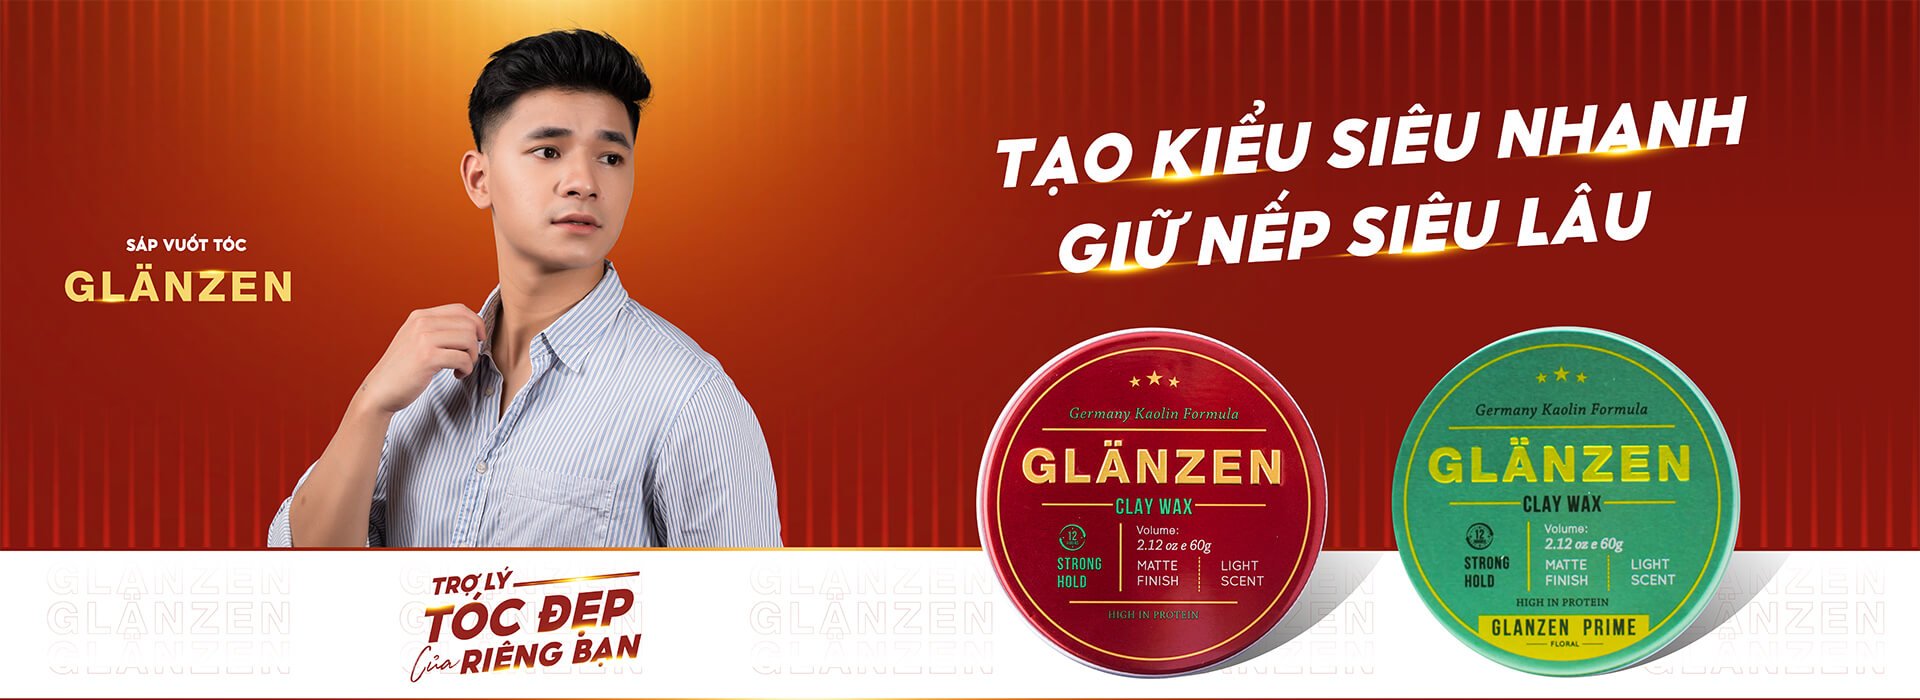 SÁP VUỐT TÓC
GLÄNZEN
TẠO KIỂU SIÊU NHANH
GIỮ NẾP SIÊU LÂU
Germany Kaolin Formula
GLÄNZEN
CLAY WAX
12
STRONG
HOLD
Volume:
2.12 oz e 60g
MATTE
FINISH
LIGHT
SCENT
HIGH IN PROTEIN
Germany Kaolin Formula
GLÄNZEN
CLAY WAX
12
STRONG
HOLD
Volume:
2.12 oz e 60g
MATTE
FINISH
LIGHT
SCENT
HIGH IN PROTEIN
GLANZEN PRIME
FLORAL
TRỢ LÝ
TÓC ĐẸP
Của RIÊNG BẠN
GLÄNZEN
GLÄNZEN
GLÄNZEN